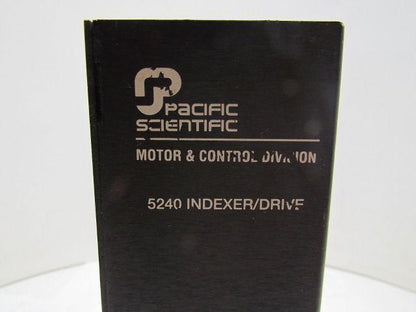 PACIFIC
SCIENTIFIC
MOTOR & CONTROL DIVISION
5240 INDEXER/DRIVE